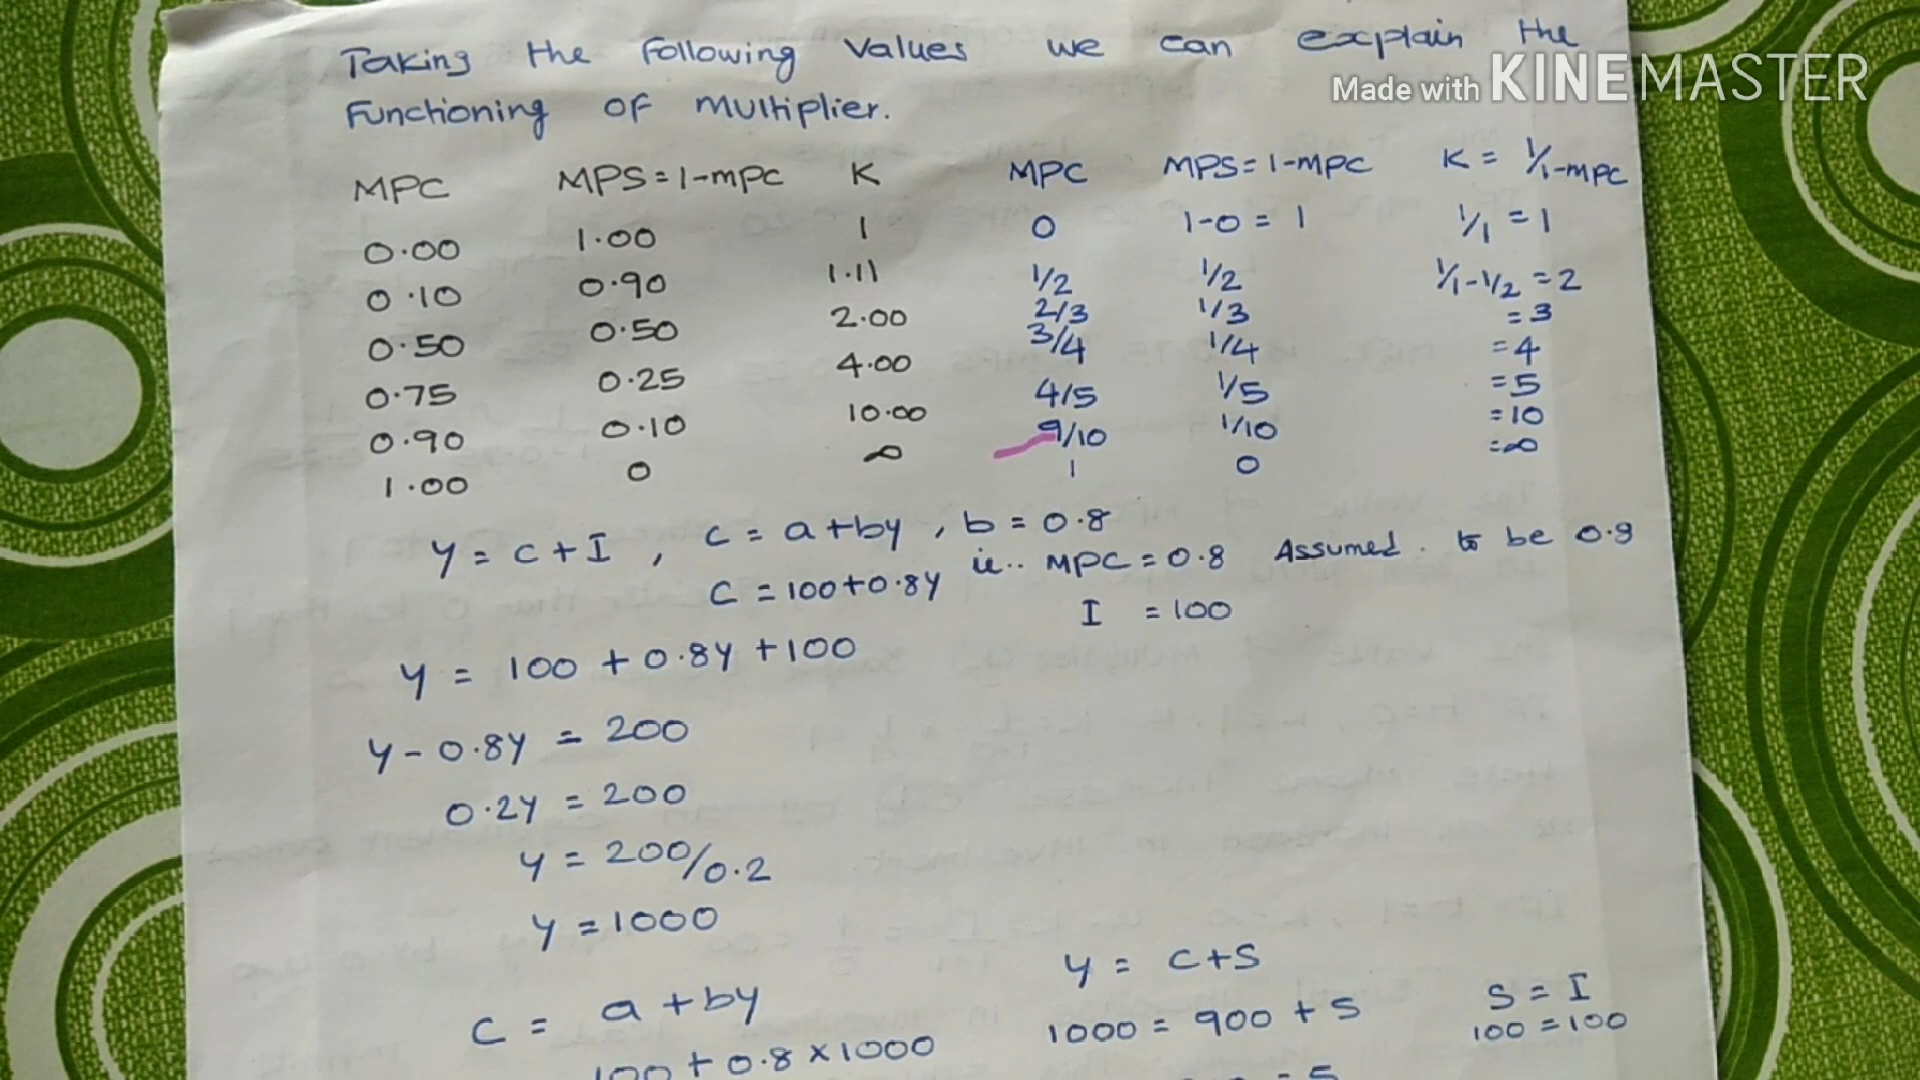 Taking the Following Values we can explain the
Made with KINEMASTER
Functioning of Multiplier.
MPC MPS = 1-mpc K MPC MPS = 1-mpc K = 1/1-mpc
0.00 1.00 1 0 1-0 = 1 1/1 = 1
0.10 0.90 1.11 1/2 1/2 1/1-1/2 = 2
0.50 0.50 2.00 2/3 1/3 = 3
0.75 0.25 4.00 3/4 1/4 = 4
0.90 0.10 10.00 4/5 1/5 = 5
1.00 0 ∞ 9/10 1/10 = 10
1 0 = ∞
y = c + I , c = a + by , b = 0.8
c = 100 + 0.8y ie.. MPC = 0.8 Assumed. to be 0.8
I = 100
y = 100 + 0.8y + 100
y - 0.8y = 200
0.2y = 200
y = 200/0.2
y = 1000
c = a + by
100 + 0.8 x 1000
y = c + s
1000 = 900 + s
s = I
100 = 100